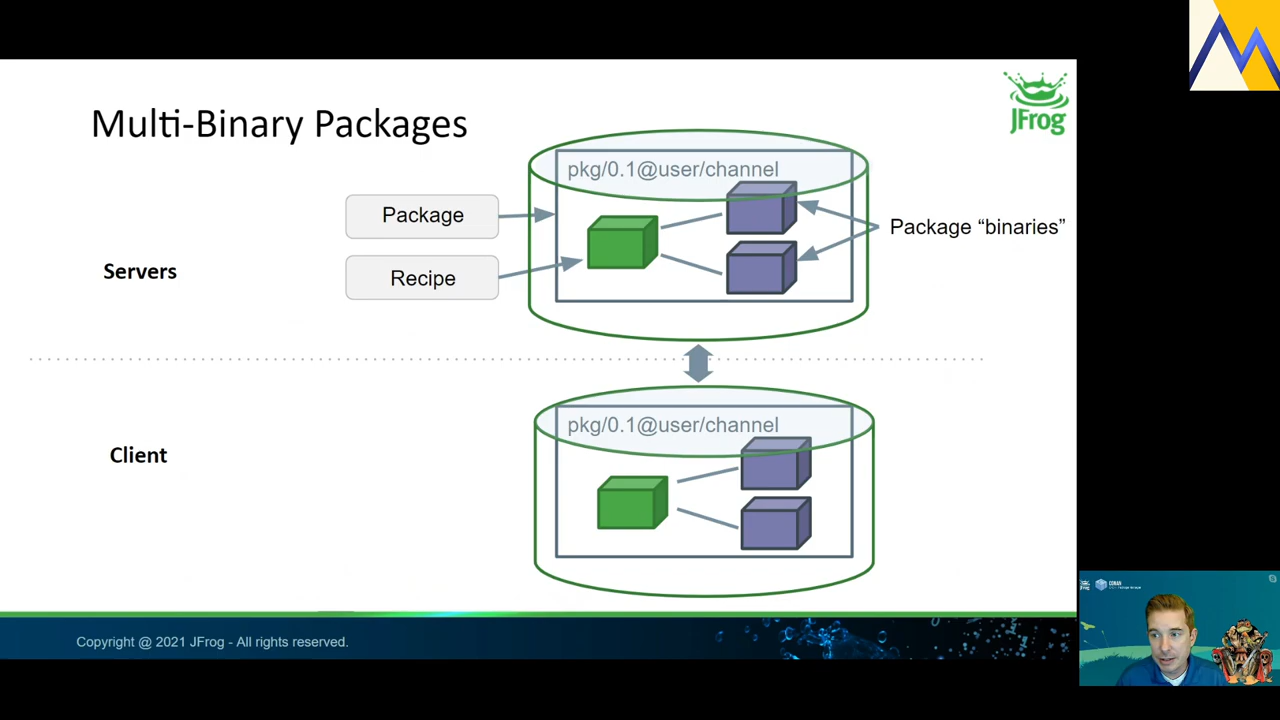 Multi-Binary Packages
JFrog
pkg/0.1@user/channel
Package
Package “binaries”
Servers
Recipe
pkg/0.1@user/channel
Client
Copyright @ 2021 JFrog - All rights reserved.
CONAN